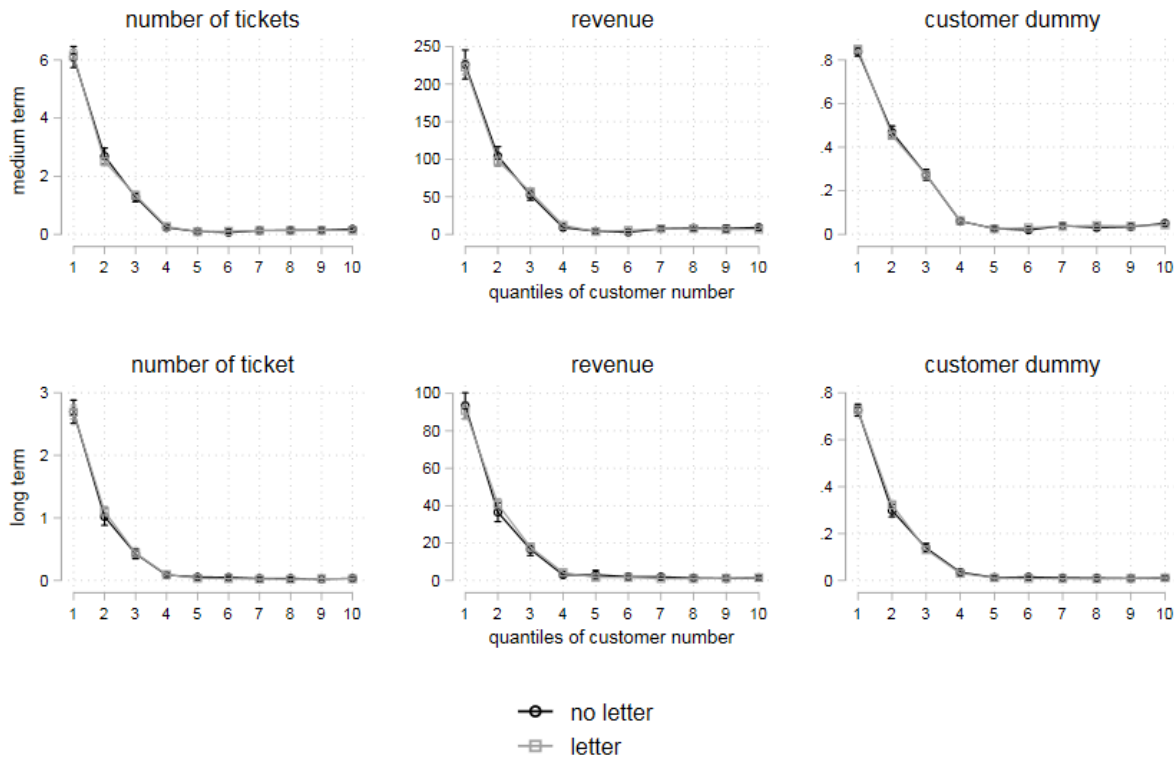 number of tickets
revenue
customer dummy
medium term
6
4
2
0
250
200
150
100
50
0
.8
.6
.4
.2
0
1 2 3 4 5 6 7 8 9 10
1 2 3 4 5 6 7 8 9 10
1 2 3 4 5 6 7 8 9 10
quantiles of customer number
number of ticket
revenue
customer dummy
long term
3
2
1
0
100
80
60
40
20
0
.8
.6
.4
.2
0
1 2 3 4 5 6 7 8 9 10
1 2 3 4 5 6 7 8 9 10
1 2 3 4 5 6 7 8 9 10
quantiles of customer number
no letter
letter